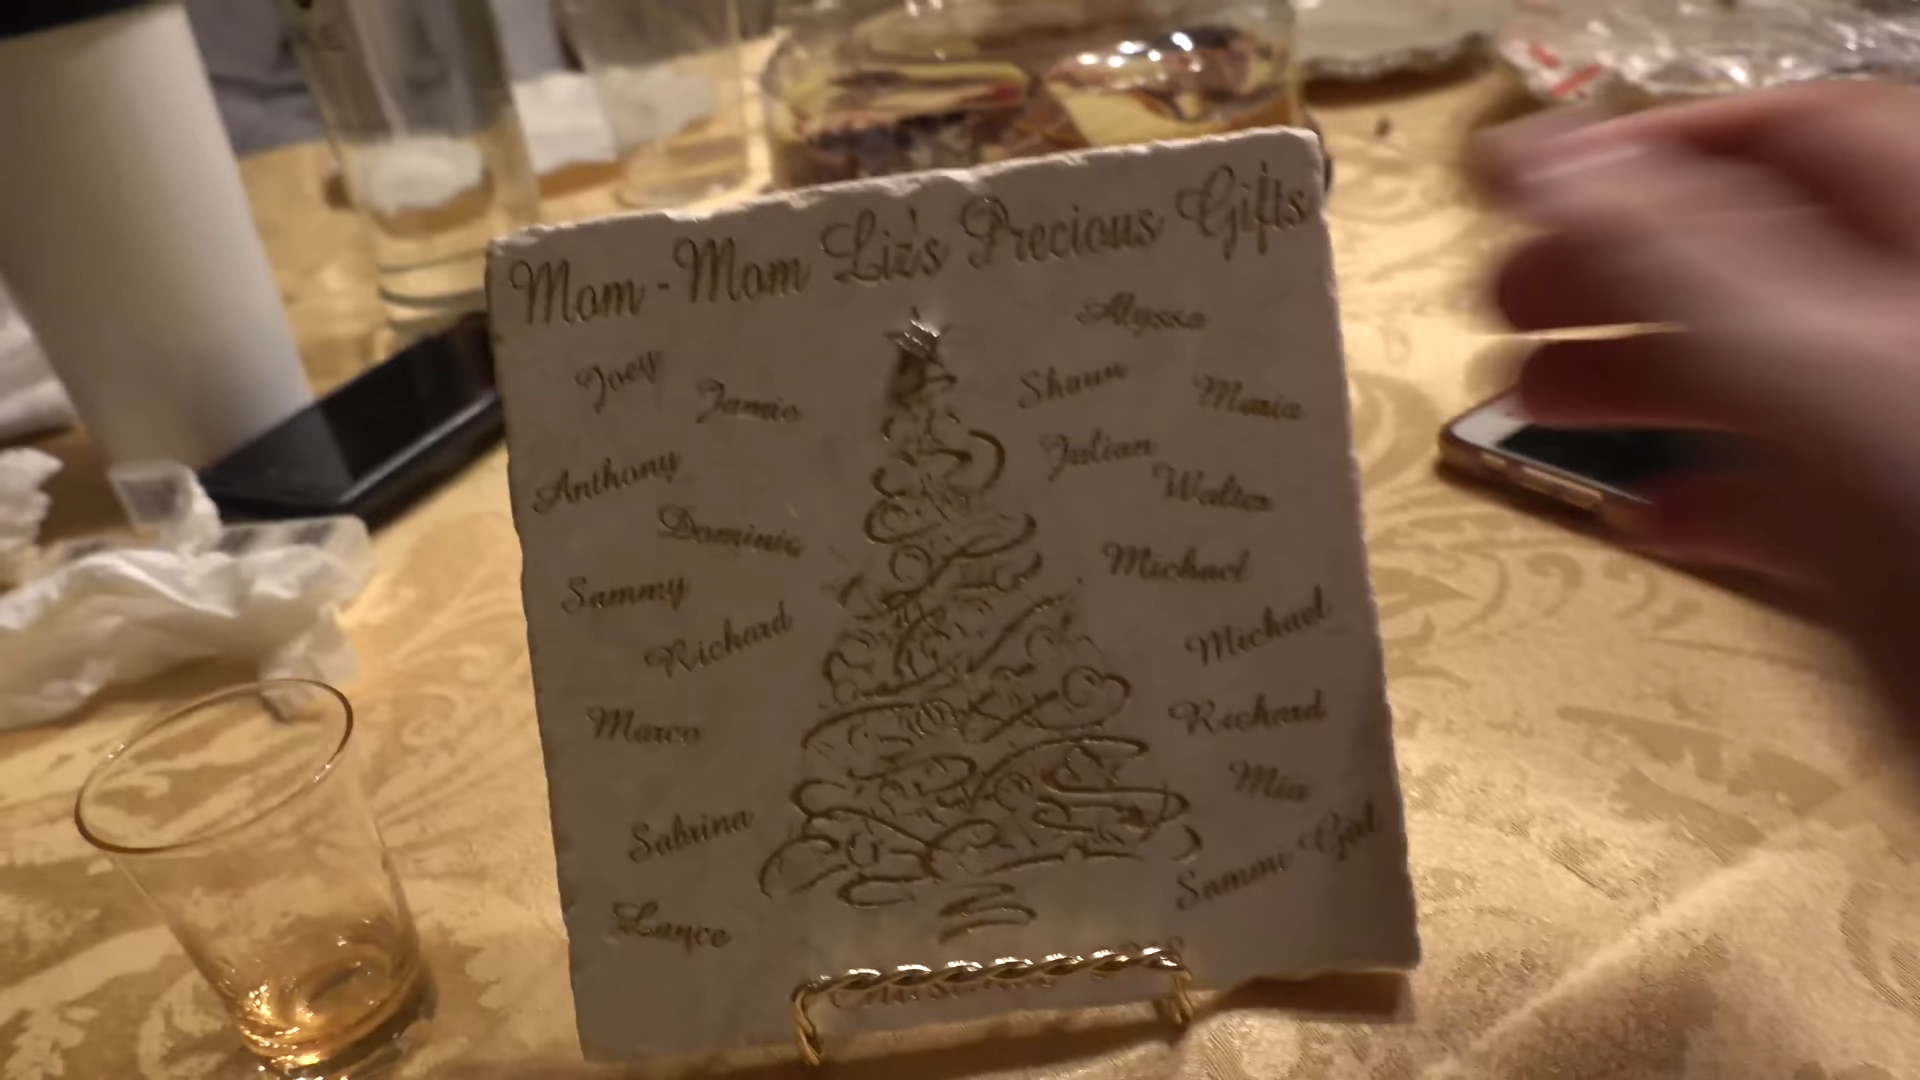 Mom-Mom Liz's Precious Gifts
Alyssa
Joey
Jamie
Shaun
Maria
Anthony
Julian
Walter
Dominic
Michael
Sammy
Richard
Michael
Marco
Richard
Mia
Sabrina
Sammi Girl
Lance